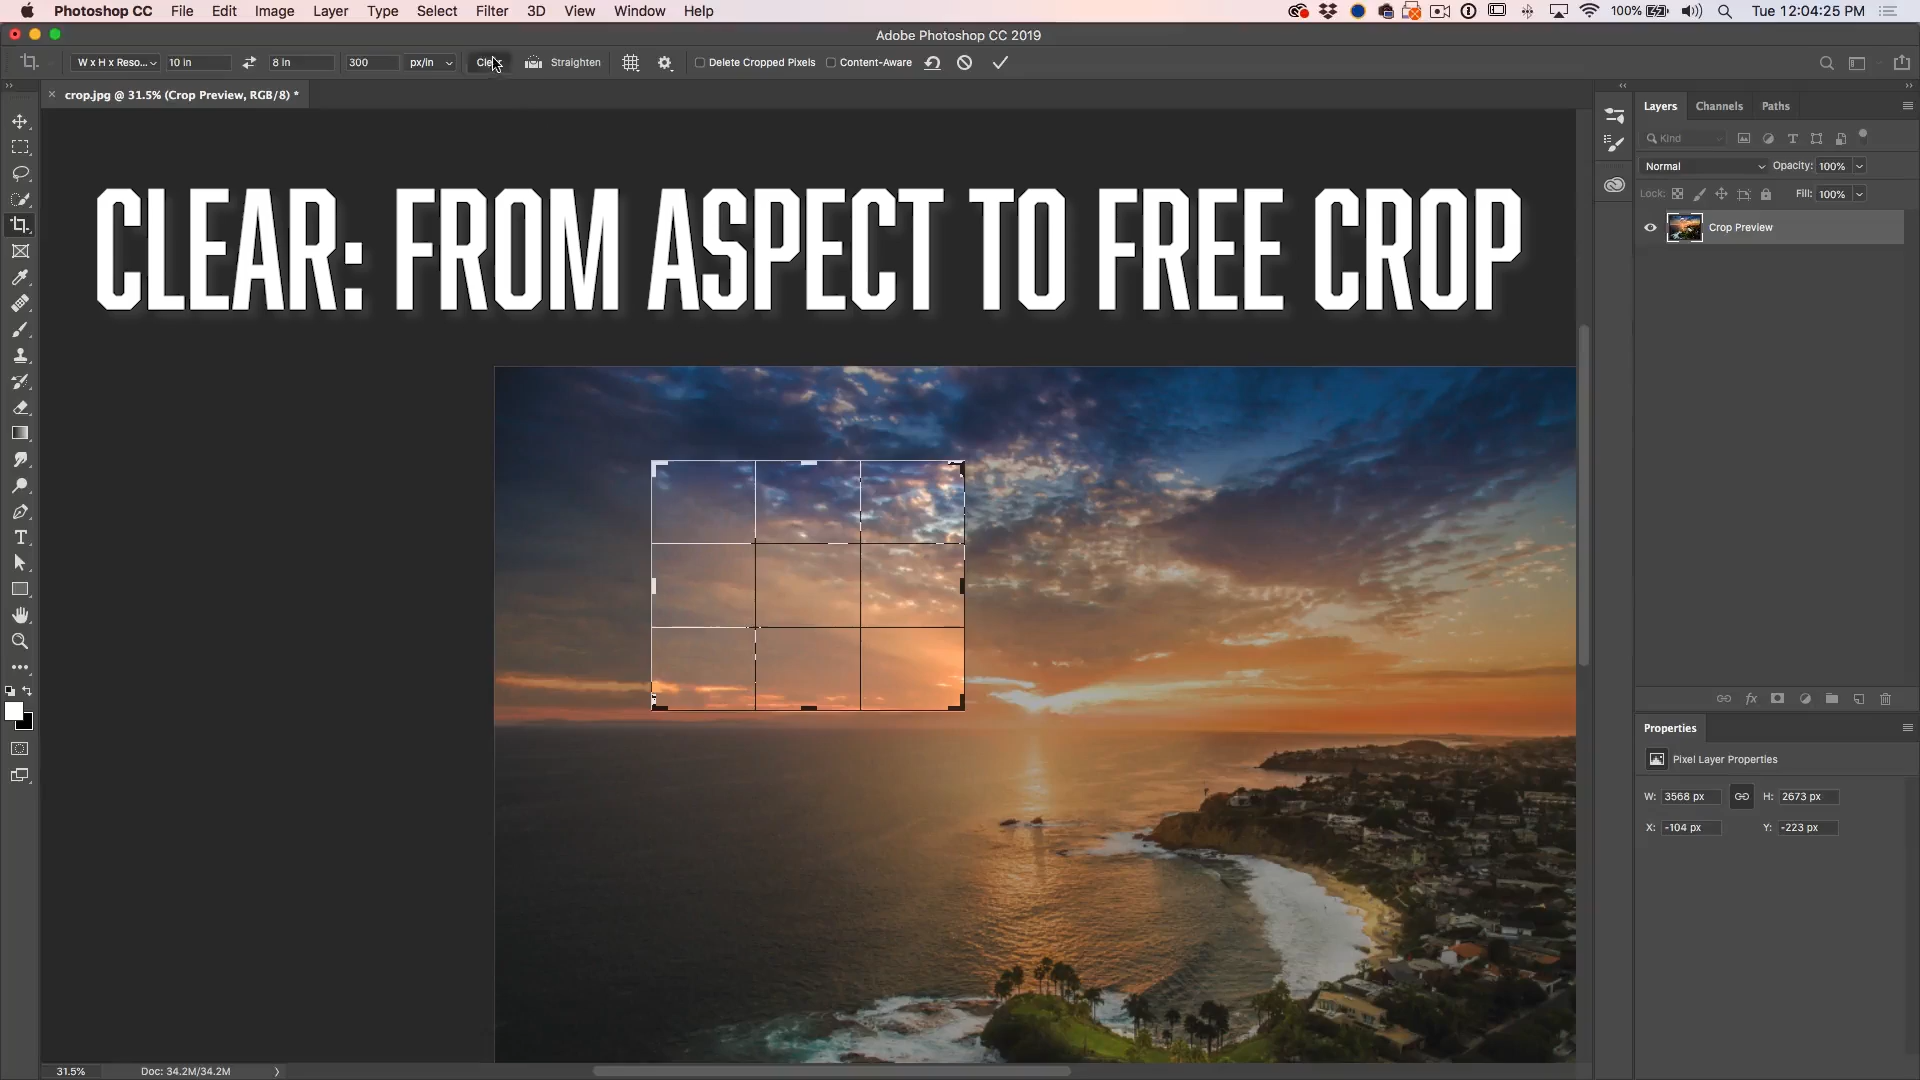 Photoshop CC File Edit Image Layer Type Select Filter 3D View Window Help 100% Tue 12:04:25 PM
Adobe Photoshop CC 2019
W x H x Reso... 10 in 8 in 300 px/in Straighten Delete Cropped Pixels Content-Aware
crop.jpg @ 31.5% (Crop Preview, RGB/8) *
Layers Channels Paths
Kind
Normal Opacity: 100%
Lock: Fill: 100%
Crop Preview
CLEAR: FROM ASPECT TO FREE CROP
Properties
Pixel Layer Properties
W: 3568 px H: 2673 px
X: -104 px Y: -223 px
31.5% Doc: 34.2M/34.2M